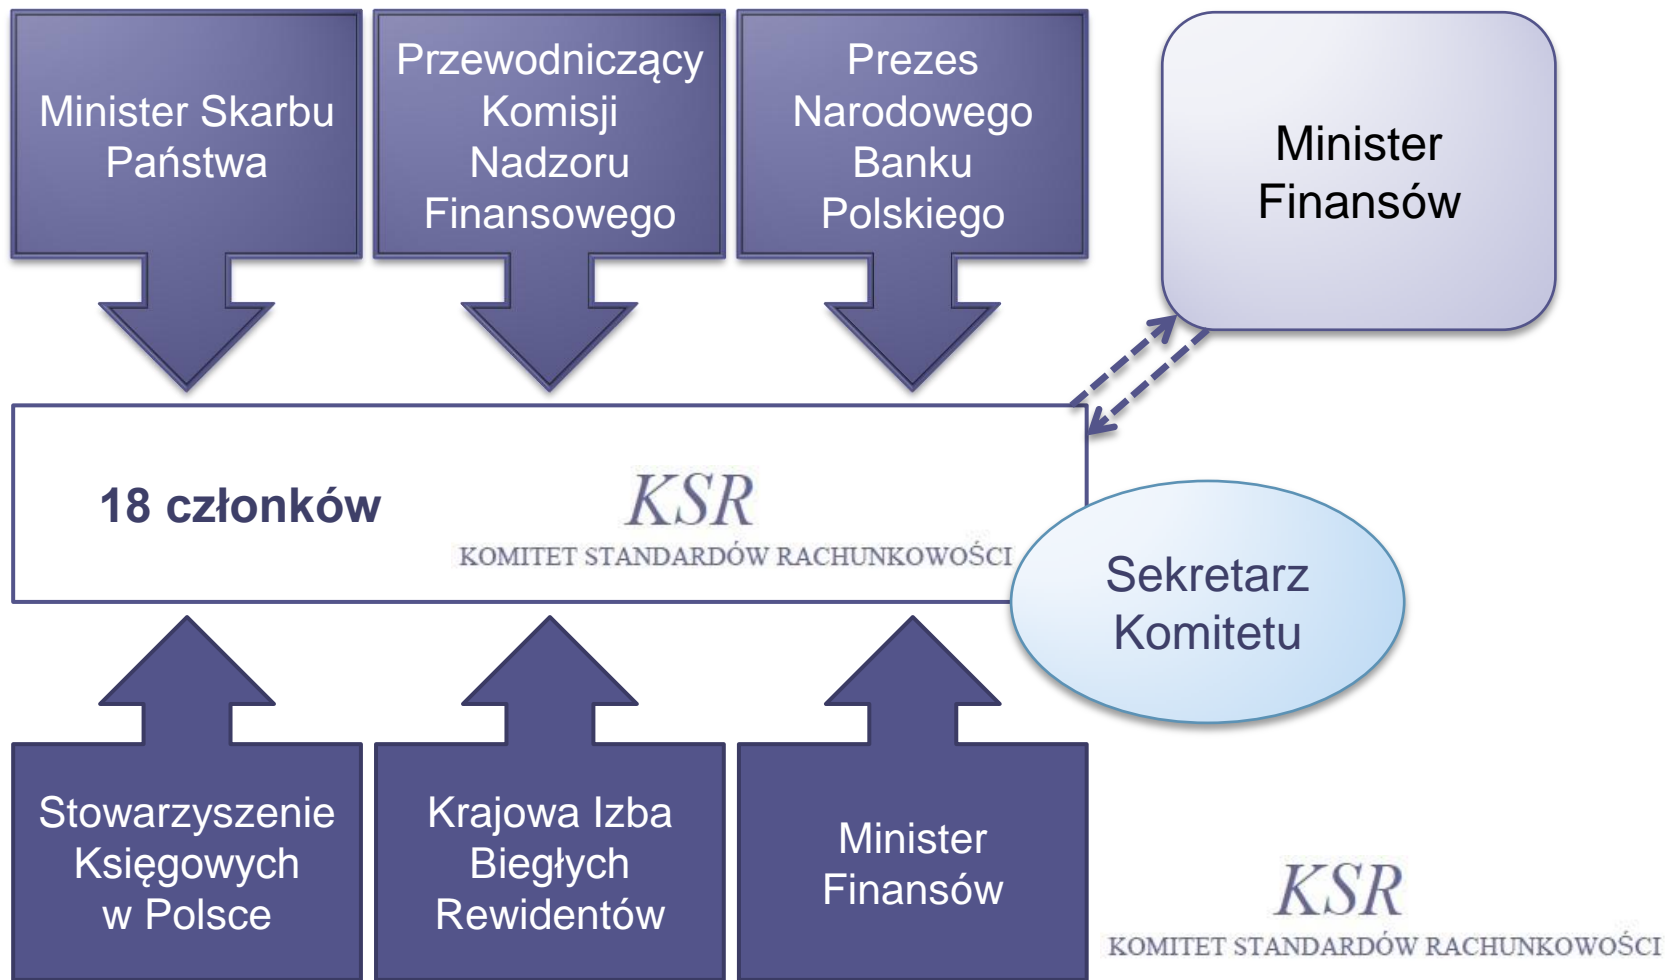 Minister Skarbu
Państwa
Przewodniczący
Komisji
Nadzoru
Finansowego
Prezes
Narodowego
Banku
Polskiego
Minister
Finansów
18 członków
KSR
KOMITET STANDARDÓW RACHUNKOWOŚCI
Sekretarz
Komitetu
Stowarzyszenie
Księgowych
w Polsce
Krajowa Izba
Biegłych
Rewidentów
Minister
Finansów
KSR
KOMITET STANDARDÓW RACHUNKOWOŚCI